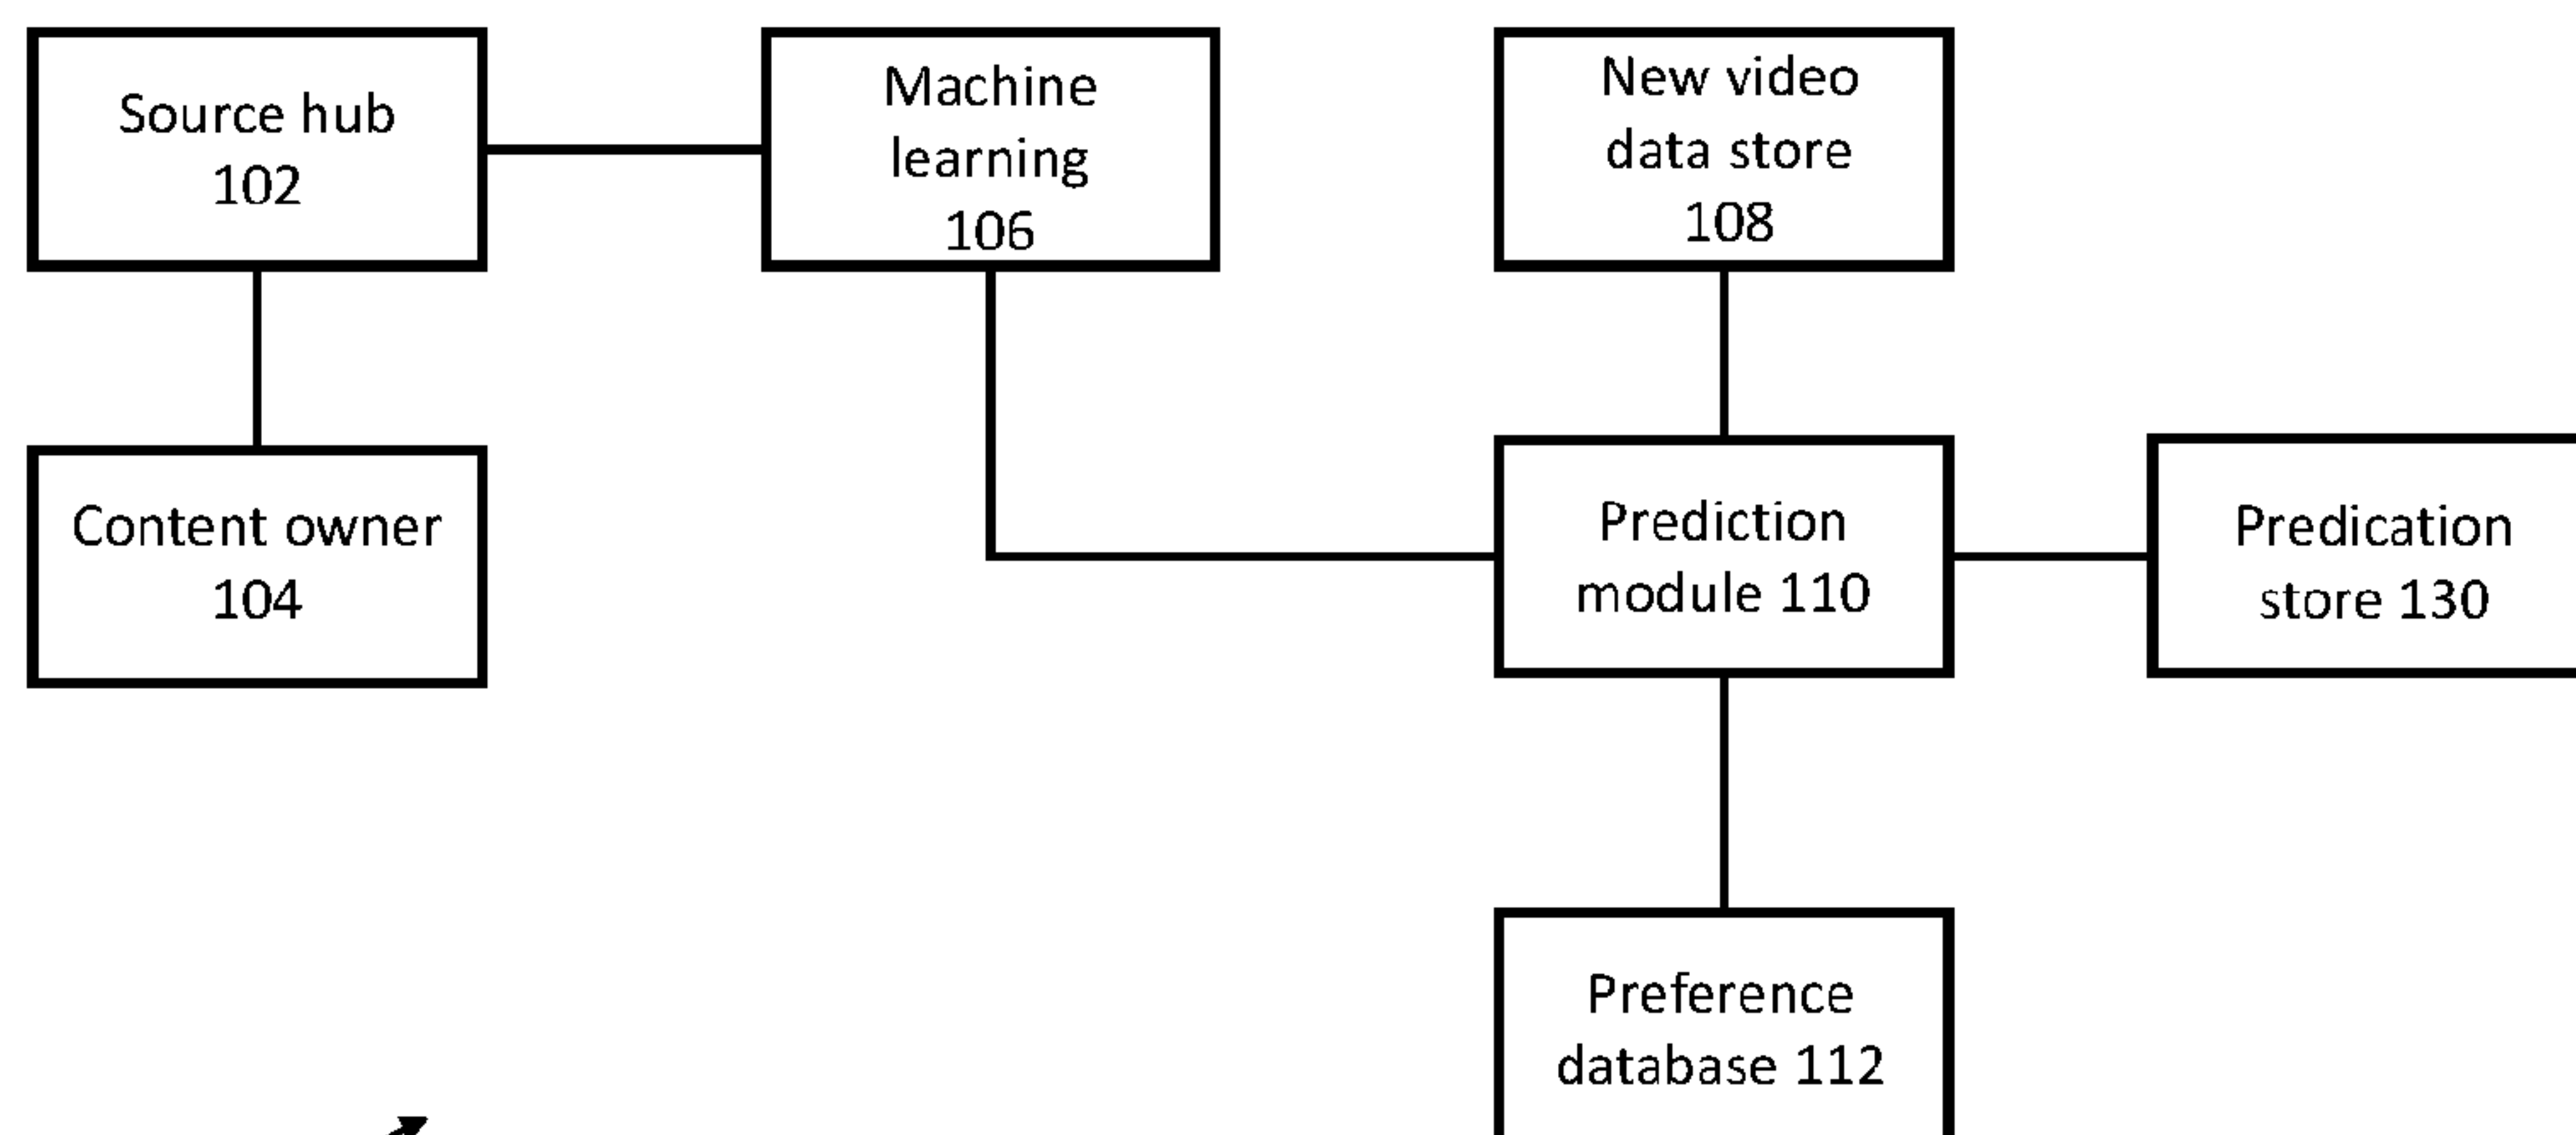 Source hub
102
Machine
learning
106
New video
data store
108
Content owner
104
Prediction
module 110
Predication
store 130
Preference
database 112